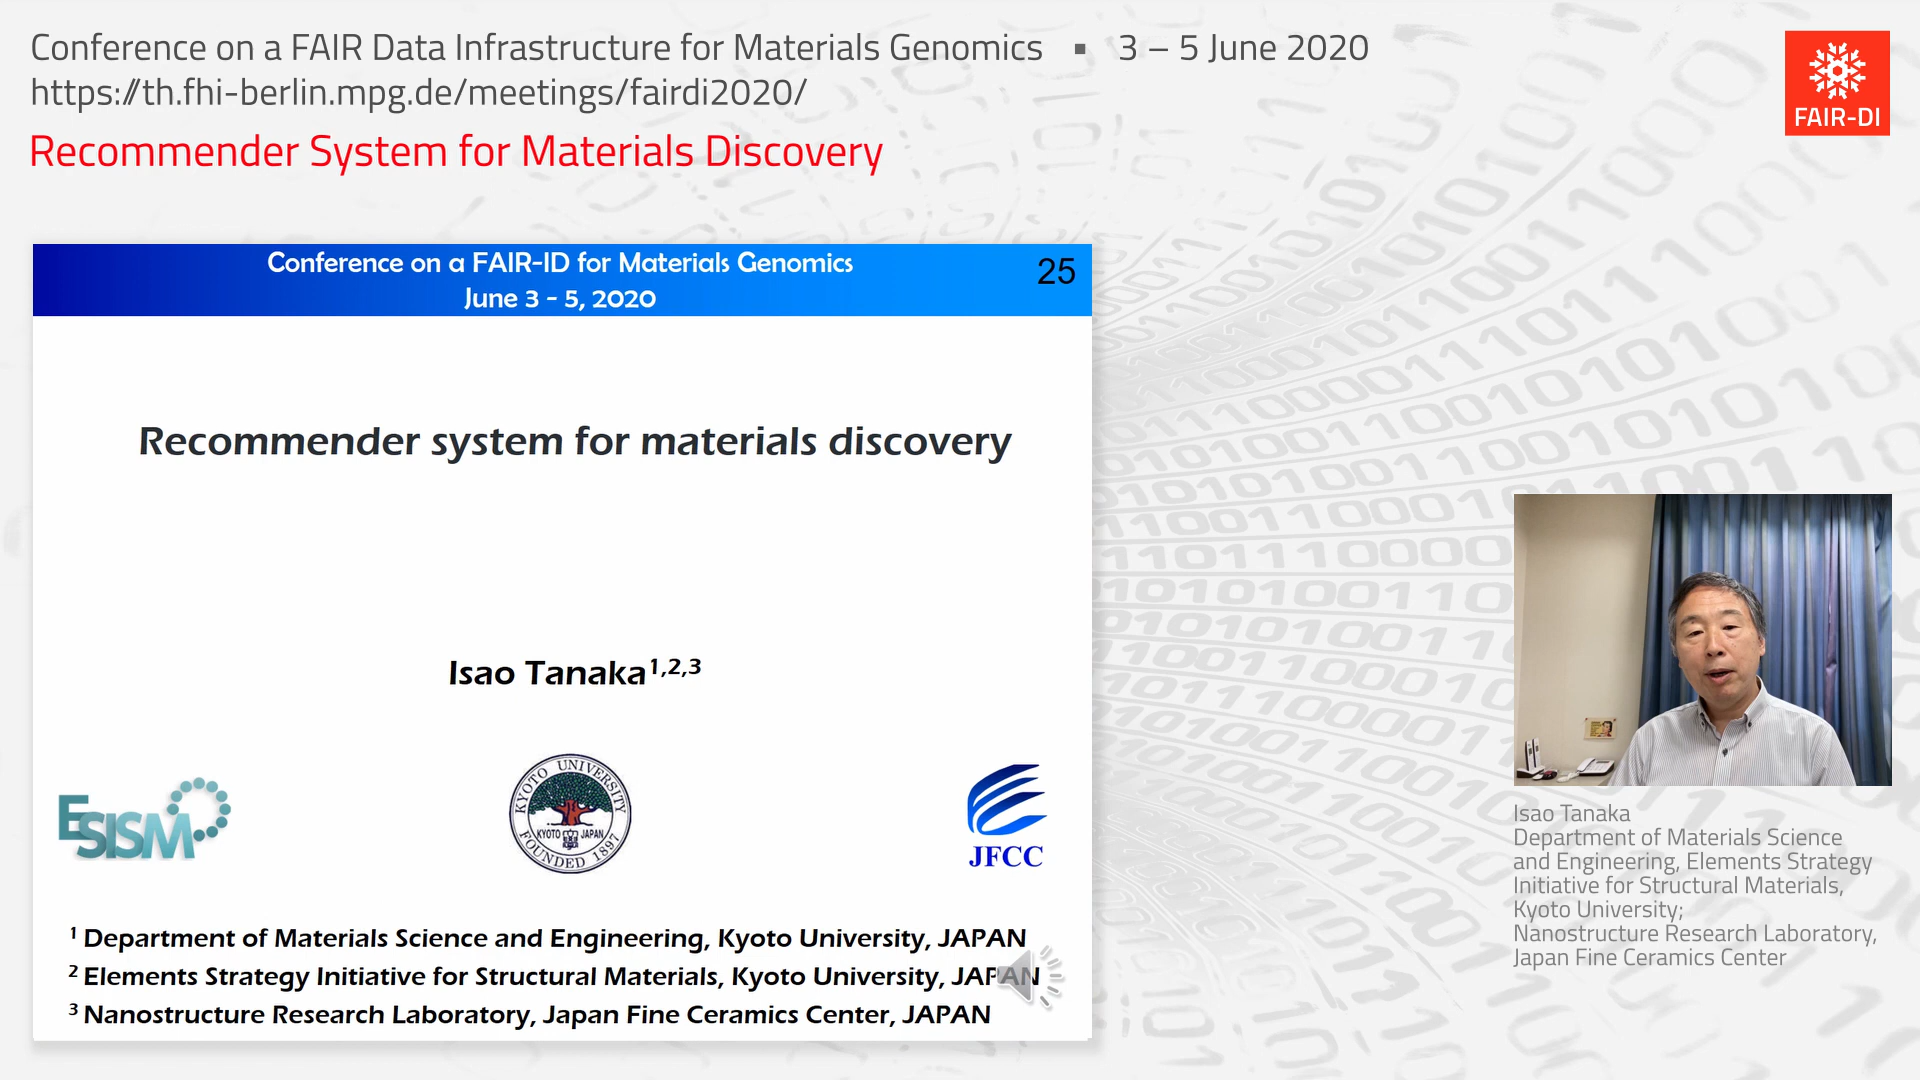 Conference on a FAIR Data Infrastructure for Materials Genomics ▪ 3 – 5 June 2020
https://th.fhi-berlin.mpg.de/meetings/fairdi2020/
Recommender System for Materials Discovery
FAIR-DI
Conference on a FAIR-ID for Materials Genomics
June 3 - 5, 2020
25
Recommender system for materials discovery
Isao Tanaka1,2,3
ESISM
KYOTO UNIVERSITY
KYOTO JAPAN
FOUNDED 1897
JFCC
1 Department of Materials Science and Engineering, Kyoto University, JAPAN
2 Elements Strategy Initiative for Structural Materials, Kyoto University, JAPAN
3 Nanostructure Research Laboratory, Japan Fine Ceramics Center, JAPAN
Isao Tanaka
Department of Materials Science
and Engineering, Elements Strategy
Initiative for Structural Materials,
Kyoto University;
Nanostructure Research Laboratory,
Japan Fine Ceramics Center